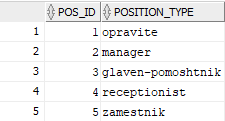 POS_ID POSITION_TYPE
1 1 opravite
2 2 manager
3 3 glaven-pomoshtnik
4 4 receptionist
5 5 zamestnik